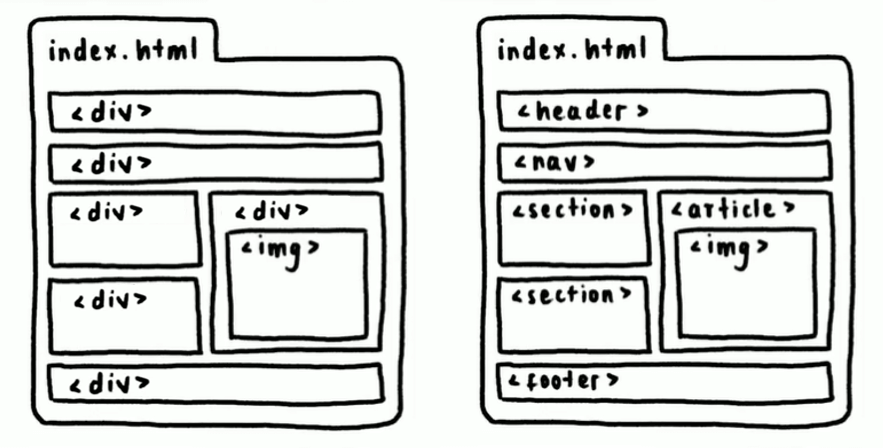 index.html
<div>
<div>
<div>
<div>
<img>
<div>
<div>
index.html
<header>
<nav>
<section>
<article>
<img>
<section>
<footer>